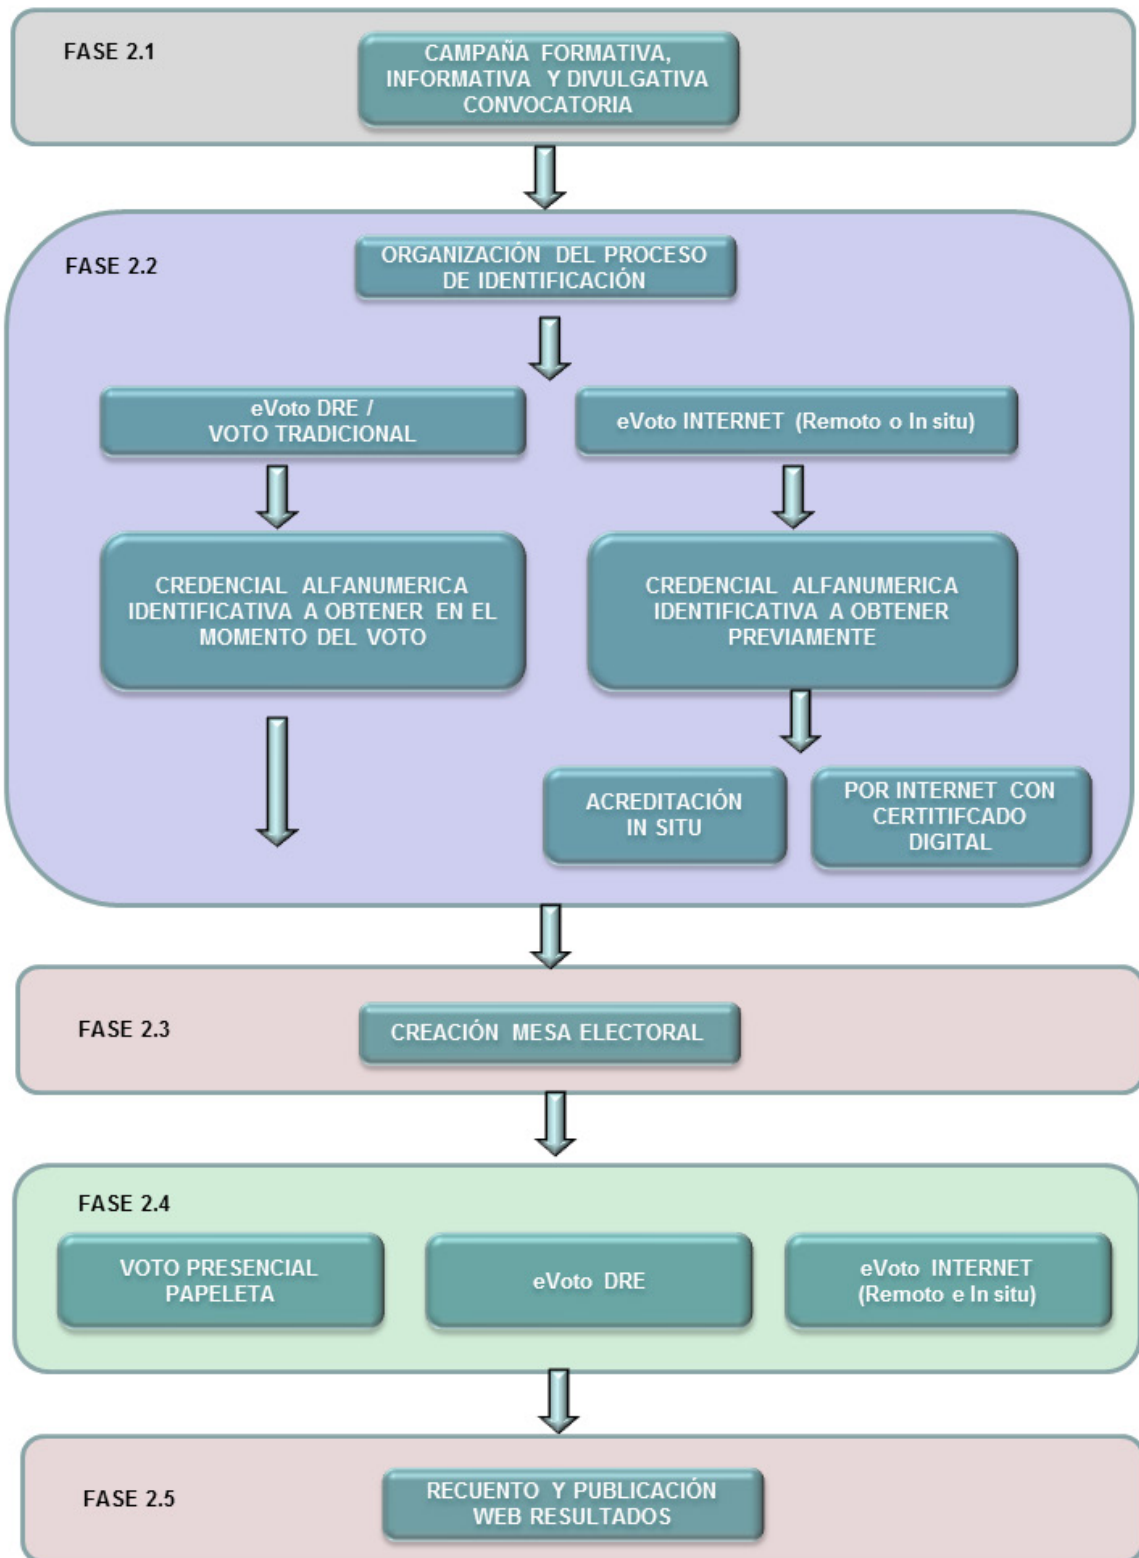 FASE 2.1
CAMPAÑA FORMATIVA,
INFORMATIVA Y DIVULGATIVA
CONVOCATORIA
FASE 2.2
ORGANIZACIÓN DEL PROCESO
DE IDENTIFICACIÓN
eVoto DRE /
VOTO TRADICIONAL
eVoto INTERNET (Remoto o In situ)
CREDENCIAL ALFANUMERICA
IDENTIFICATIVA A OBTENER EN EL
MOMENTO DEL VOTO
CREDENCIAL ALFANUMERICA
IDENTIFICATIVA A OBTENER
PREVIAMENTE
ACREDITACIÓN
IN SITU
POR INTERNET CON
CERTITIFCADO
DIGITAL
FASE 2.3
CREACIÓN MESA ELECTORAL
FASE 2.4
VOTO PRESENCIAL
PAPELETA
eVoto DRE
eVoto INTERNET
(Remoto e In situ)
FASE 2.5
RECUENTO Y PUBLICACIÓN
WEB RESULTADOS